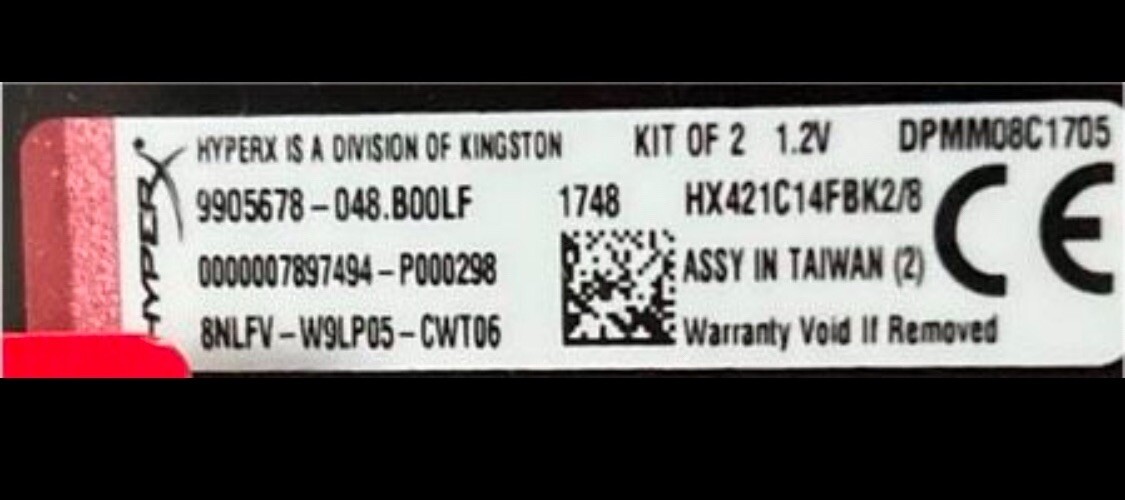 HYPERX
HYPERX IS A DIVISION OF KINGSTON KIT OF 2 1.2V DPMM08C1705
9905678-048.B00LF 1748 HX421C14FBK2/8 CE
0000007897494-P000298 ASSY IN TAIWAN (2)
8NLFV-W9LP05-CWT06 Warranty Void If Removed